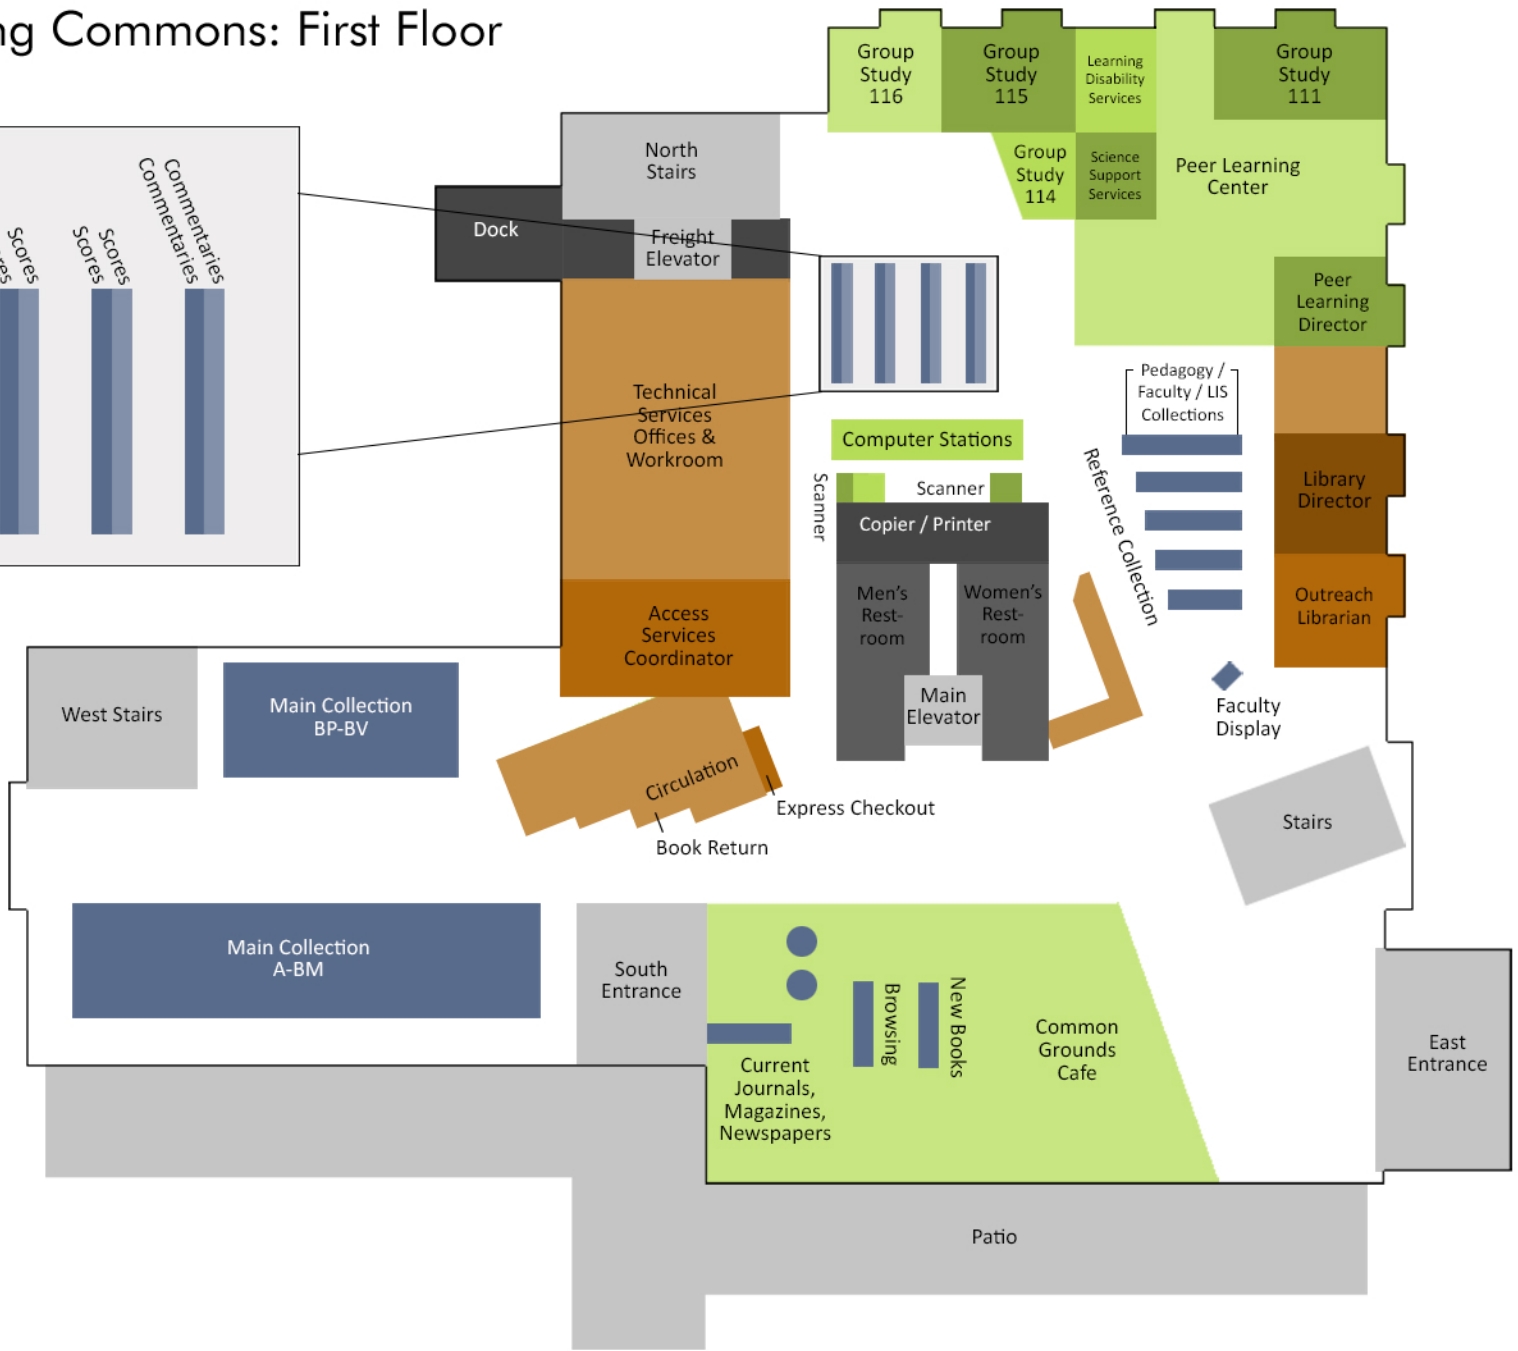 ng Commons: First Floor
Group
Study
116
Group
Study
115
Learning
Disability
Services
Group
Study
111
Group
Study
114
Science
Support
Services
Peer Learning
Center
North
Stairs
Dock
Freight
Elevator
Commentaries
Commentaries
Scores
Scores
Scores
res
Peer
Learning
Director
Technical
Services
Offices &
Workroom
Pedagogy /
Faculty / LIS
Collections
Computer Stations
Scanner
Scanner
Copier / Printer
Reference Collection
Library
Director
Men’s
Rest-
room
Women’s
Rest-
room
Outreach
Librarian
Access
Services
Coordinator
Main
Elevator
West Stairs
Main Collection
BP-BV
Faculty
Display
Circulation
Express Checkout
Book Return
Stairs
Main Collection
A-BM
South
Entrance
Browsing
New Books
Current
Journals,
Magazines,
Newspapers
Common
Grounds
Cafe
East
Entrance
Patio